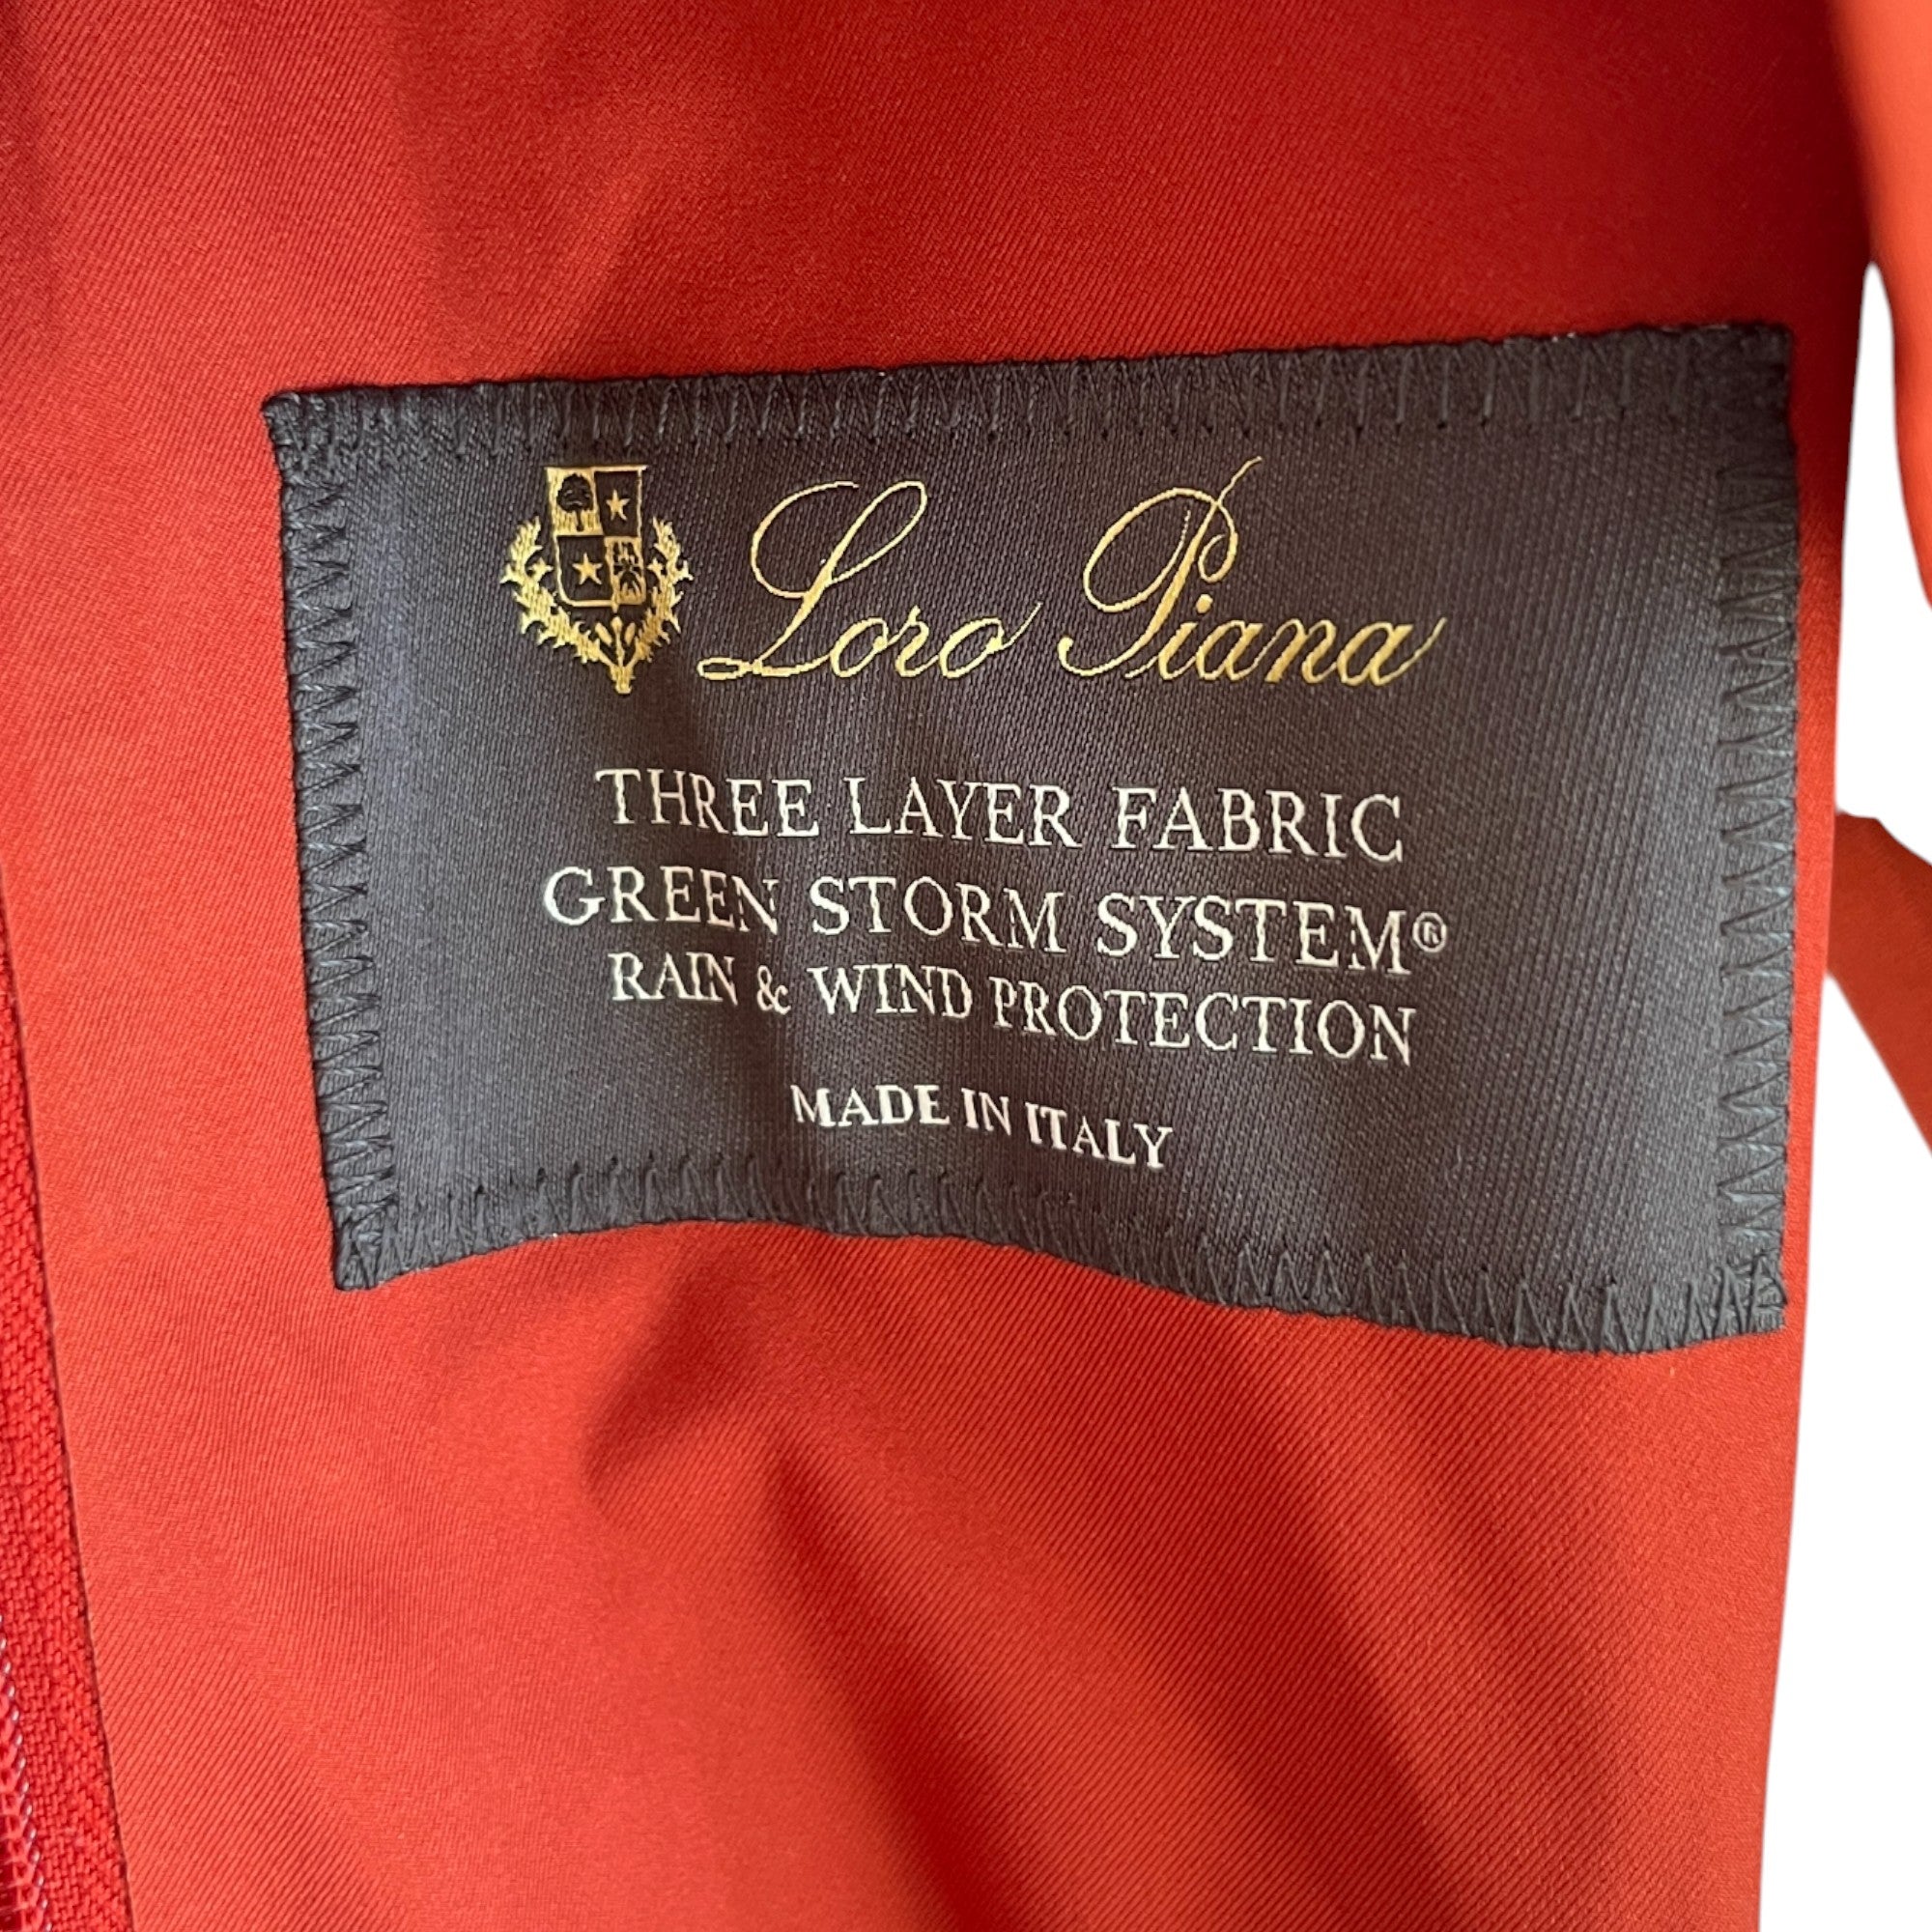 Loro Piana
THREE LAYER FABRIC
GREEN STORM SYSTEM®
RAIN & WIND PROTECTION
MADE IN ITALY